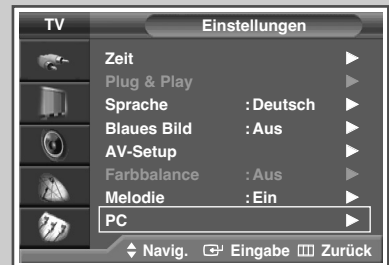 TV Einstellungen
Zeit
Plug & Play
Sprache : Deutsch
Blaues Bild : Aus
AV-Setup
Farbbalance : Aus
Melodie : Ein
PC
Navig. Eingabe Zurück